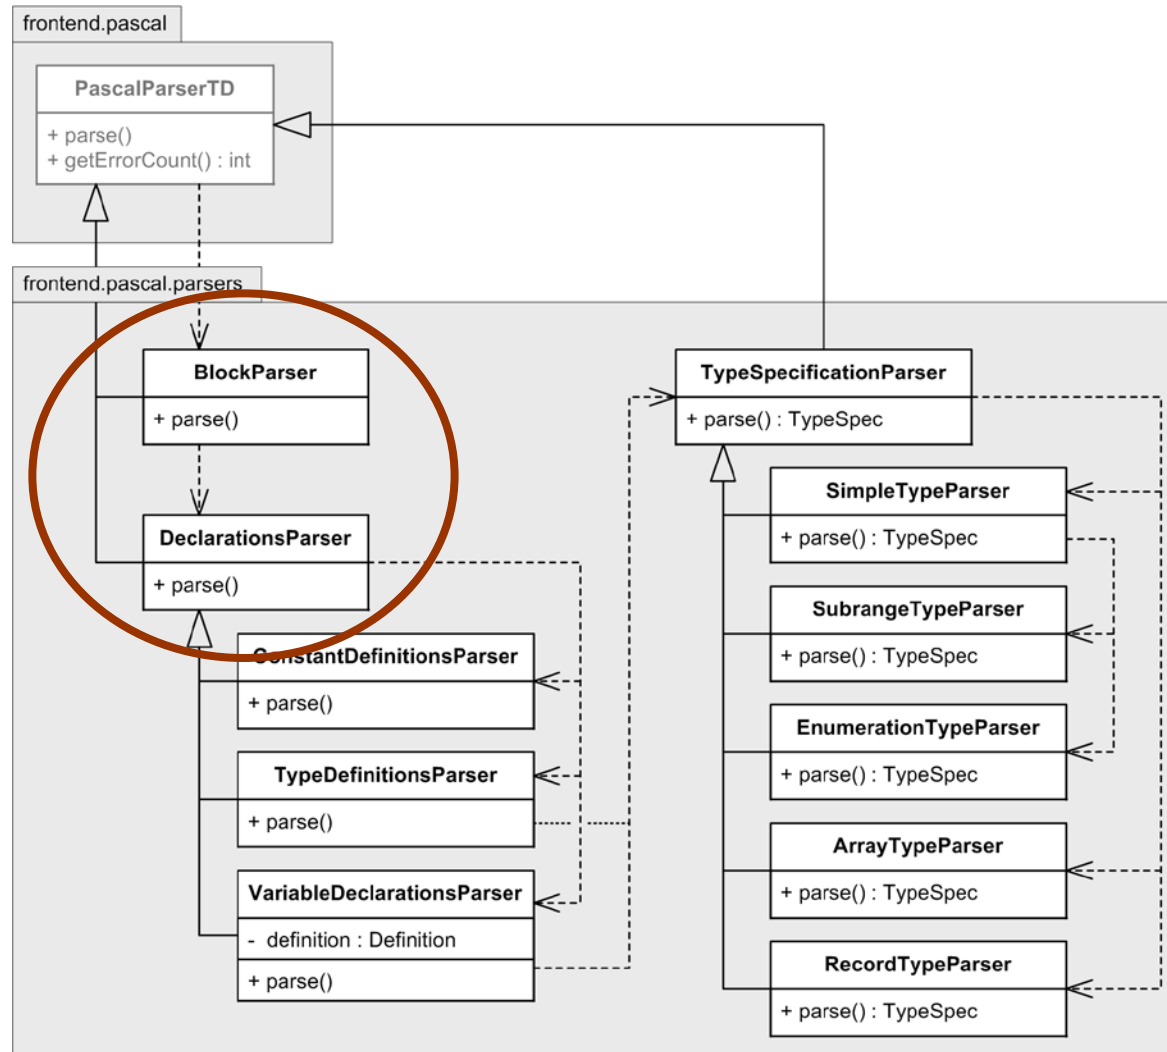 frontend.pascal
PascalParserTD
+ parse()
+ getErrorCount() : int
frontend.pascal.parsers
BlockParser
+ parse()
DeclarationsParser
+ parse()
ConstantDefinitionsParser
+ parse()
TypeDefinitionsParser
+ parse()
VariableDeclarationsParser
- definition : Definition
+ parse()
TypeSpecificationParser
+ parse() : TypeSpec
SimpleTypeParser
+ parse() : TypeSpec
SubrangeTypeParser
+ parse() : TypeSpec
EnumerationTypeParser
+ parse() : TypeSpec
ArrayTypeParser
+ parse() : TypeSpec
RecordTypeParser
+ parse() : TypeSpec